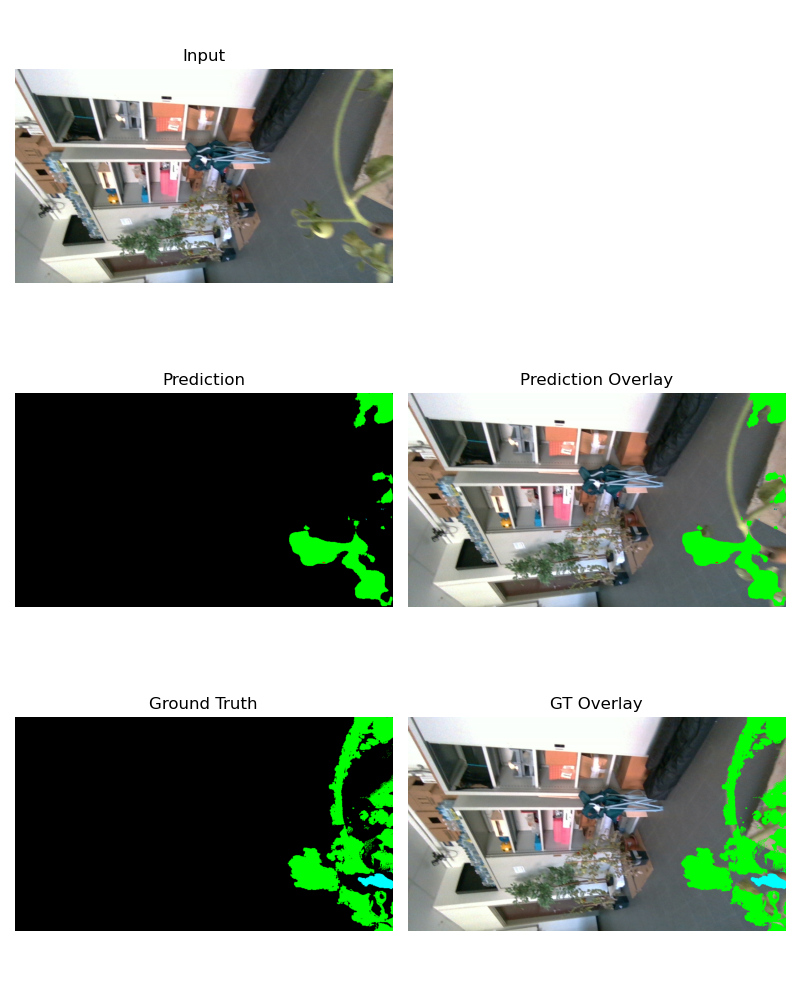 Input
Prediction
Prediction Overlay
Ground Truth
GT Overlay